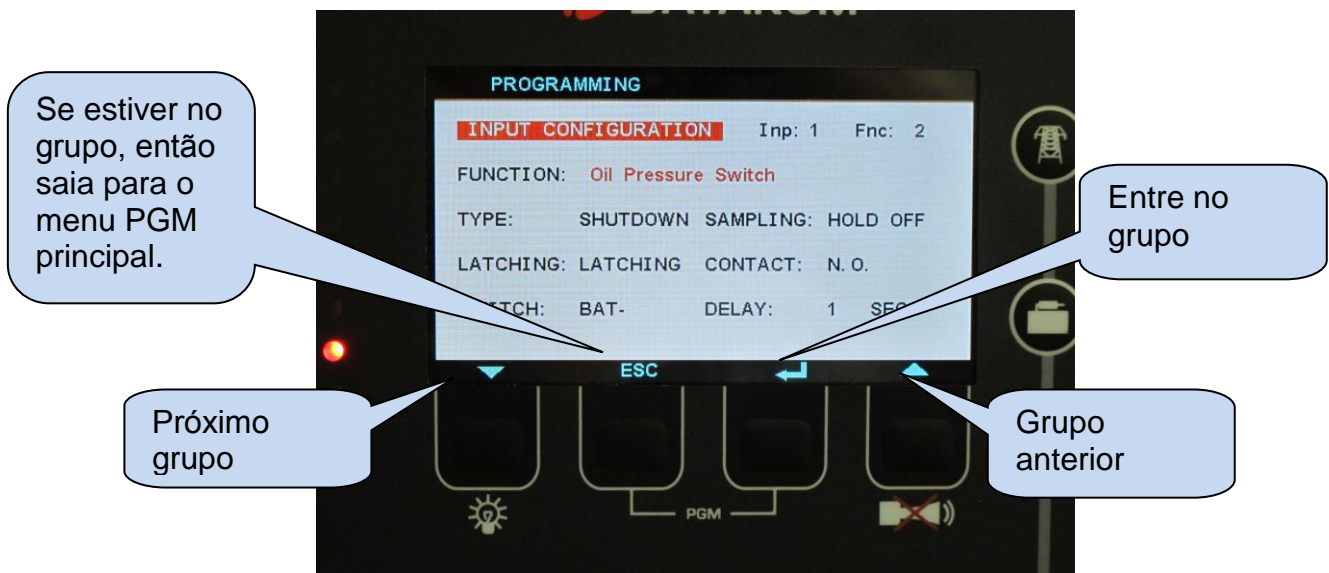 PROGRAMMING
INPUT CONFIGURATION Inp: 1 Fnc: 2
FUNCTION: Oil Pressure Switch
TYPE: SHUTDOWN SAMPLING: HOLD OFF
LATCHING: LATCHING CONTACT: N.O.
BAT- DELAY: 1
ESC
PGM
Se estiver no
grupo, então
saia para o
menu PGM
principal.
Entre no
grupo
Próximo
grupo
Grupo
anterior